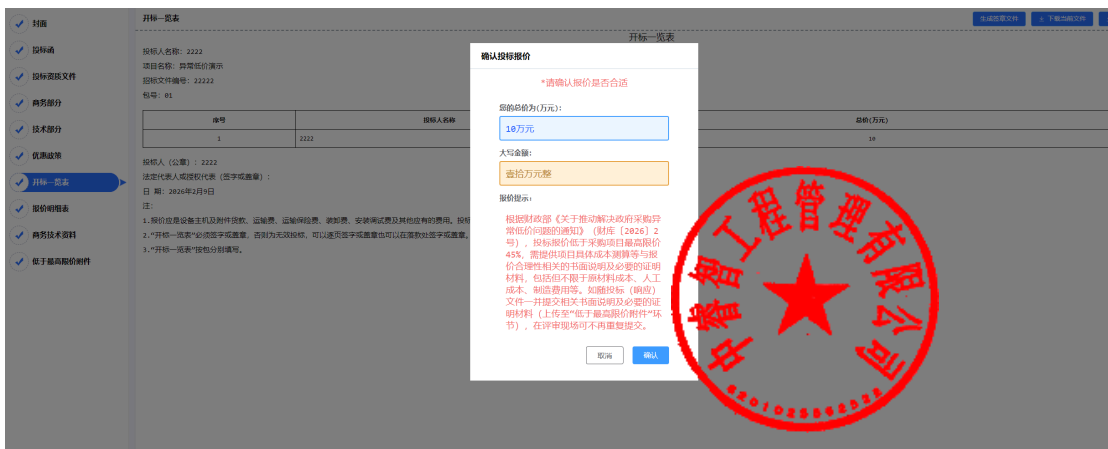 封面
投标函
投标资质文件
商务部分
技术部分
优惠政策
开标一览表
报价明细表
商务技术资料
低于最高限价附件
开标一览表
生成签章文件
下载当前文件
开标一览表
投标人名称: 2222
项目名称: 异常低价演示
招标文件编号: 22222
包号: 01
序号
投标人名称
总价(万元)
1
2222
10
投标人（公章）: 2222
法定代表人或授权代表（签字或盖章）:
日 期: 2026年2月9日
注:
1.报价应是设备主机及附件货款、运输费、运输保险费、装卸费、安装调试费及其他应有的费用。投标
2."开标一览表"必须签字或盖章，否则为无效投标、可以逐页签字或盖章也可以在落款处签字或盖章。
3."开标一览表"按包分别填写。
确认投标报价
*请确认报价是否合适
您的总价为(万元):
10万元
大写金额:
壹拾万元整
报价提示:
根据财政部《关于推动解决政府采购异
常低价问题的通知》（财库〔2026〕2
号），投标报价低于采购项目最高限价
45%，需提供项目具体成本测算等与报
价合理性相关的书面说明及必要的证明
材料，包括但不限于原材料成本、人工
成本、制造费用等。如随投标（响应）
文件一并提交相关书面说明及必要的证
明材料（上传至"低于最高限价附件"环
节），在评审现场可不再重复提交。
取消
确认
中睿智工程管理有限公司